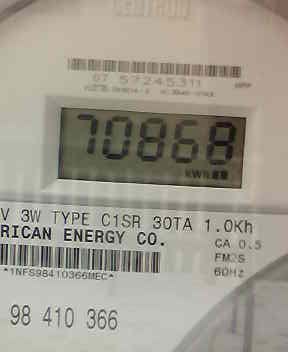 CENTRON
07 57245311
70868
kWh
V 3W TYPE C1SR 30TA 1.0Kh
RICAN ENERGY CO.
CA 0.5
*1NFS98410366MEC*
FM2S
60Hz
98 410 366